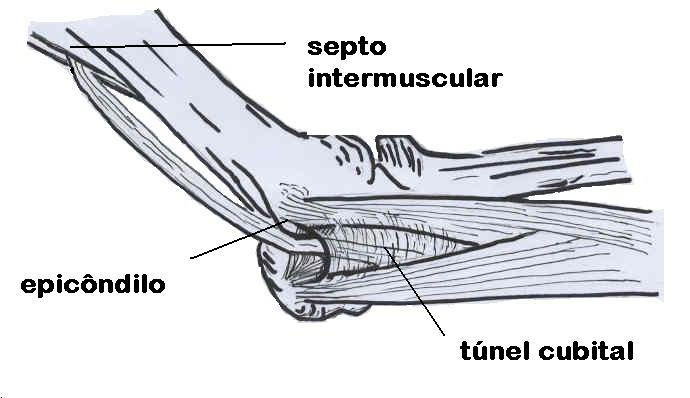 septo
intermuscular
epicôndilo
túnel cubital